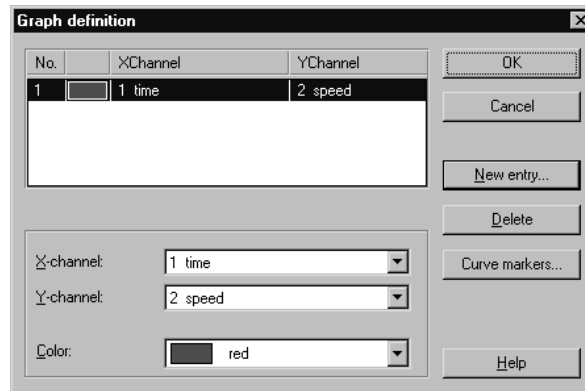 Graph definition
No. XChannel YChannel
1 1 time 2 speed
OK
Cancel
New entry...
Delete
Curve markers...
Help
X-channel: 1 time
Y-channel: 2 speed
Color: red